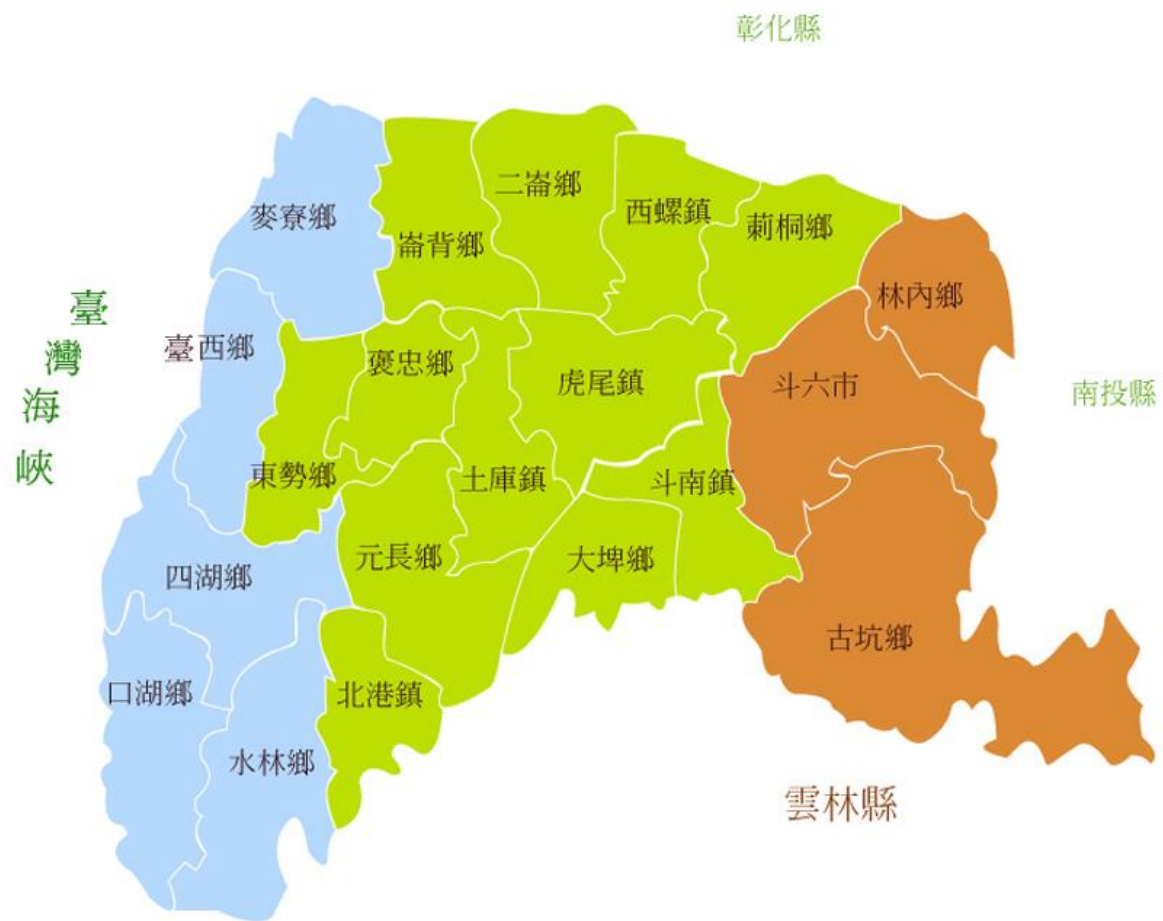 彰化縣
二崙鄉
西螺鎮
麥寮鄉
莿桐鄉
崙背鄉
林內鄉
臺灣海峽
臺西鄉
褒忠鄉
虎尾鎮
斗六市
南投縣
東勢鄉
土庫鎮
斗南鎮
元長鄉
大埤鄉
四湖鄉
古坑鄉
口湖鄉
北港鎮
水林鄉
雲林縣